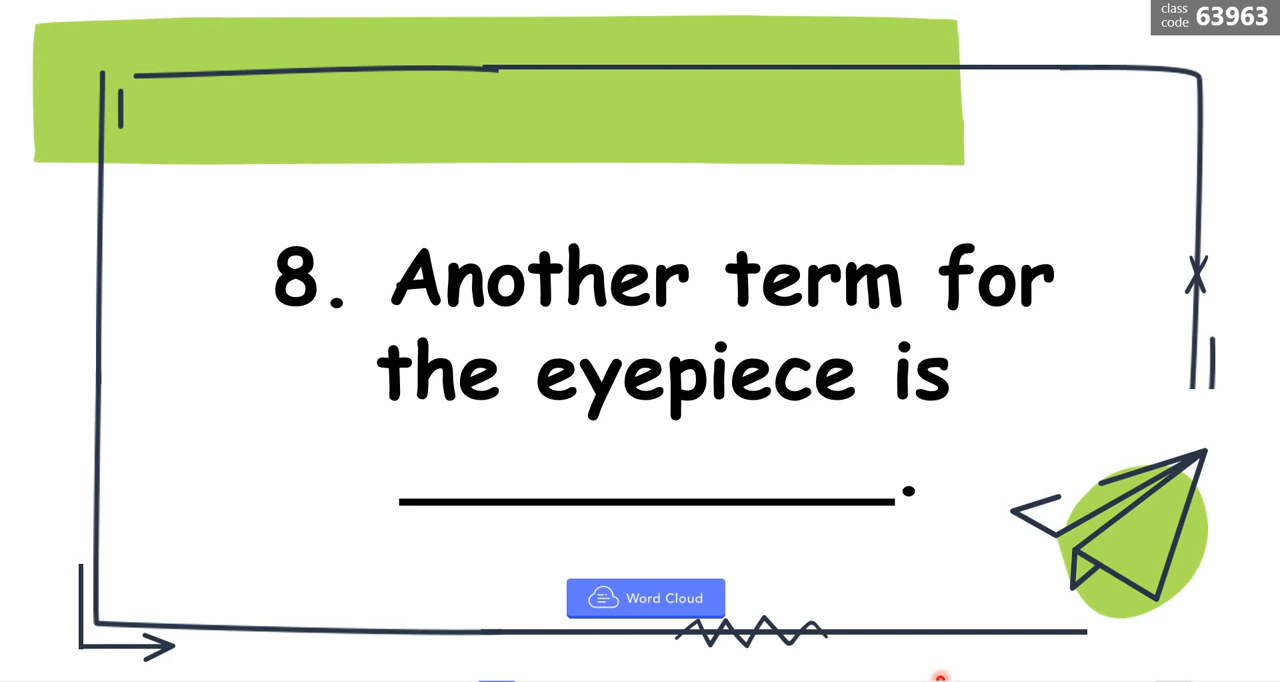 class
code 63963
8. Another term for
the eyepiece is
_______________.
Word Cloud